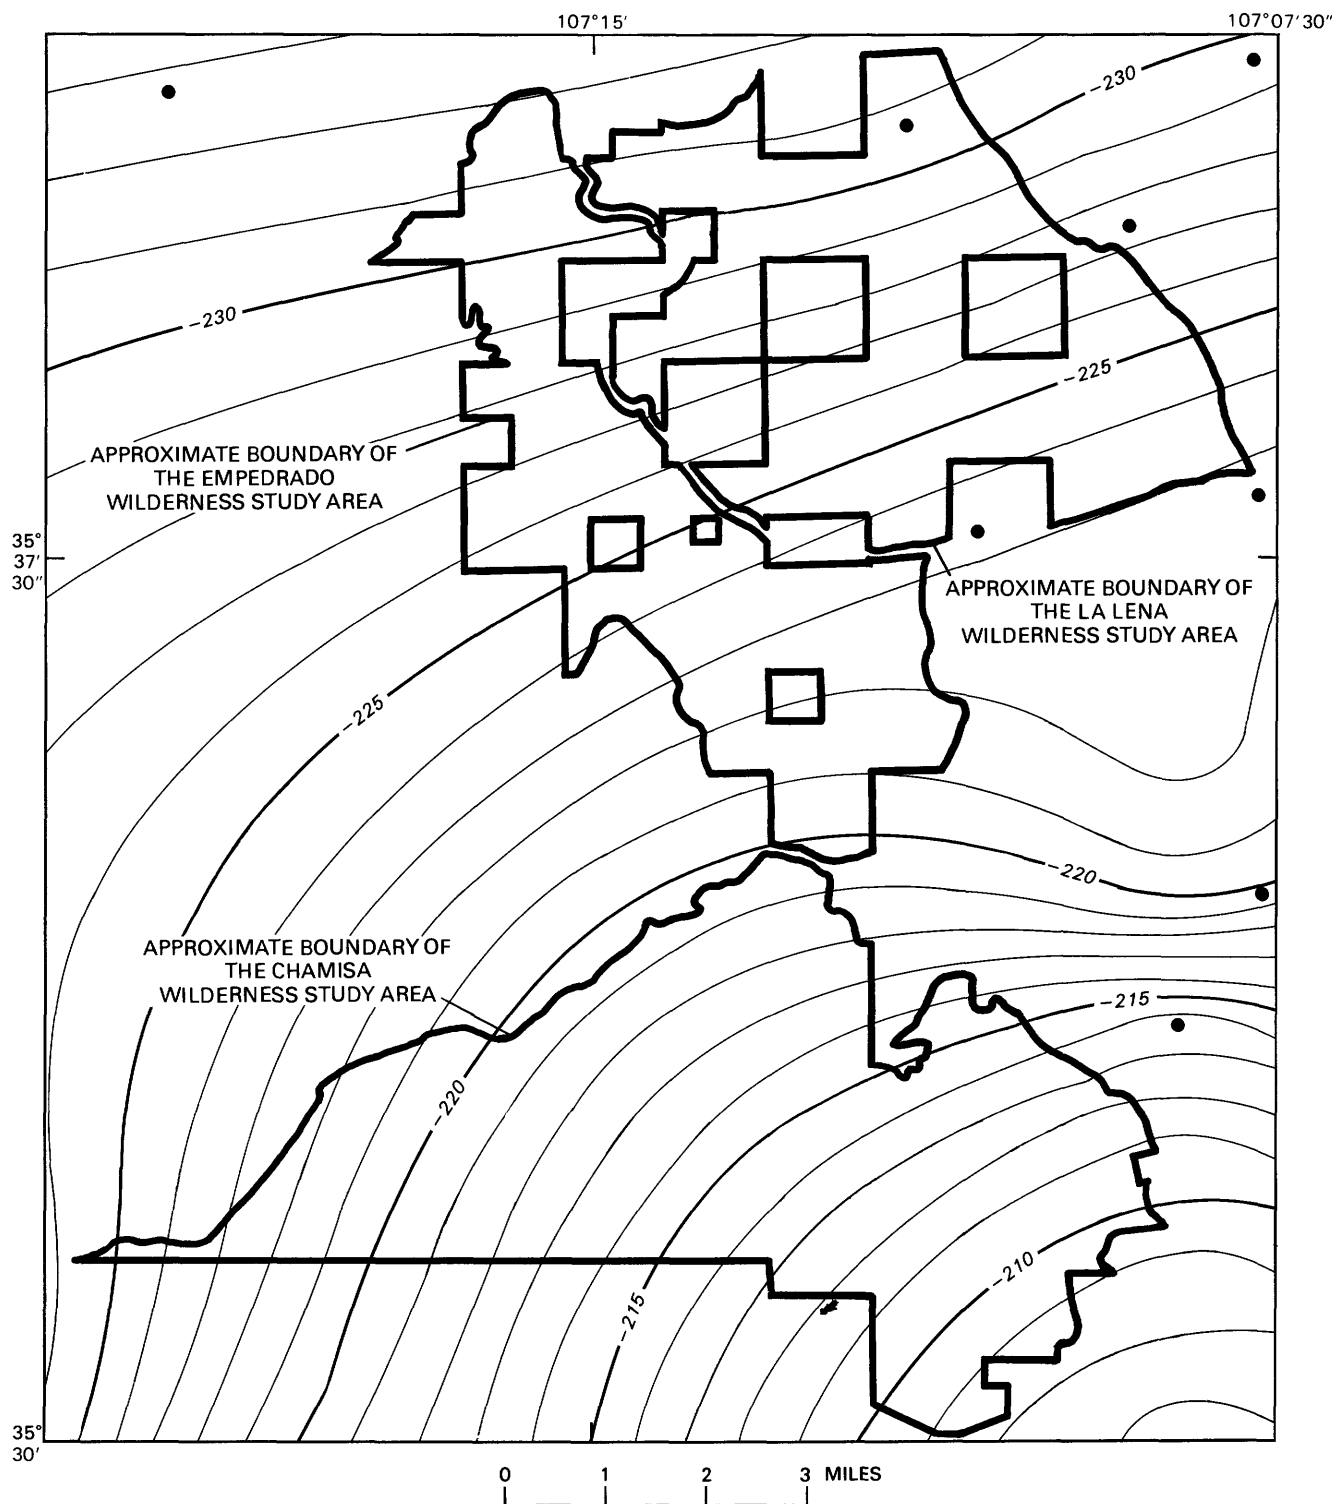 107°15'
107°07'30"
-230
-230
-225
APPROXIMATE BOUNDARY OF
THE EMPEDRADO
WILDERNESS STUDY AREA
35°
37'
30"
APPROXIMATE BOUNDARY OF
THE LA LENA
WILDERNESS STUDY AREA
-225
-220
APPROXIMATE BOUNDARY OF
THE CHAMISA
WILDERNESS STUDY AREA
-215
-220
-210
-215
35°
30'
0 1 2 3 MILES